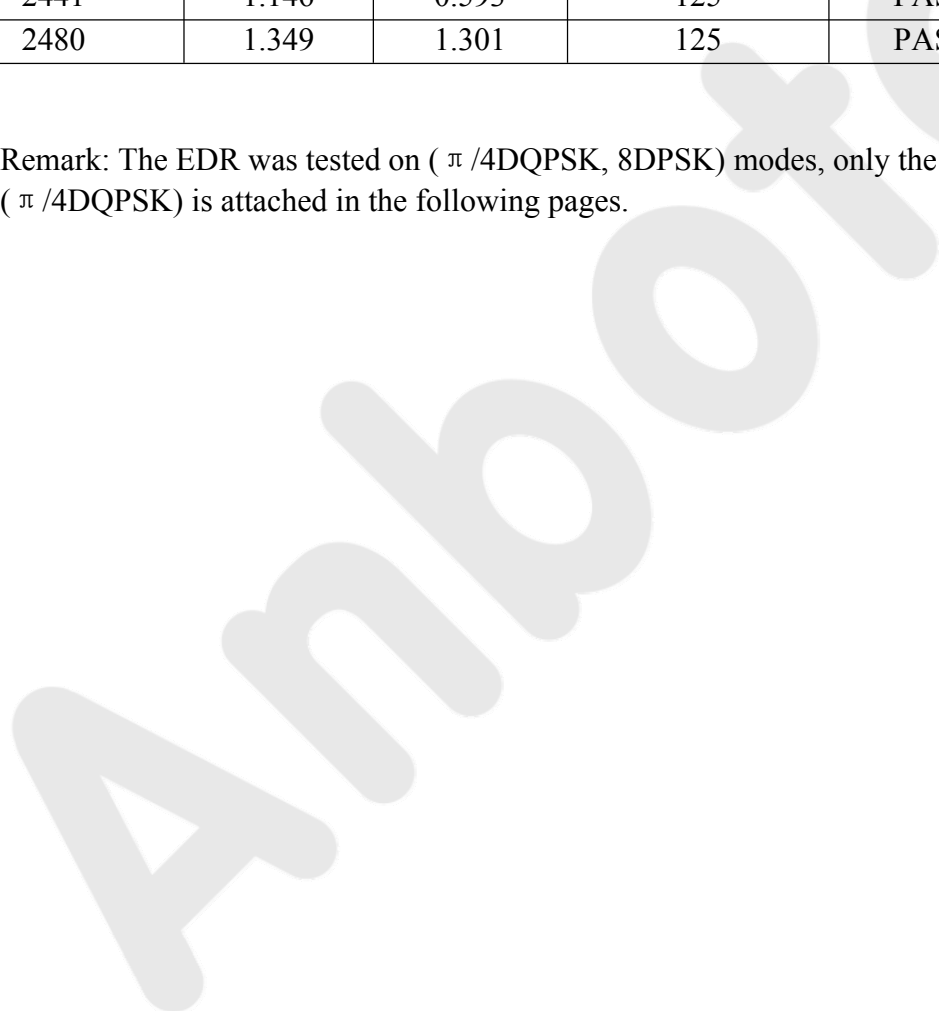 2480 1.349 1.301 125
Remark: The EDR was tested on ( π /4DQPSK, 8DPSK) modes, only the
( π /4DQPSK) is attached in the following pages.